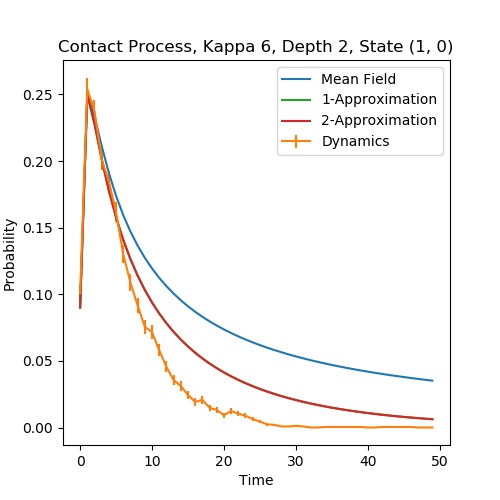 Contact Process, Kappa 6, Depth 2, State (1, 0)
Mean Field
1-Approximation
2-Approximation
Dynamics
Probability
0.25
0.20
0.15
0.10
0.05
0.00
0 10 20 30 40 50
Time